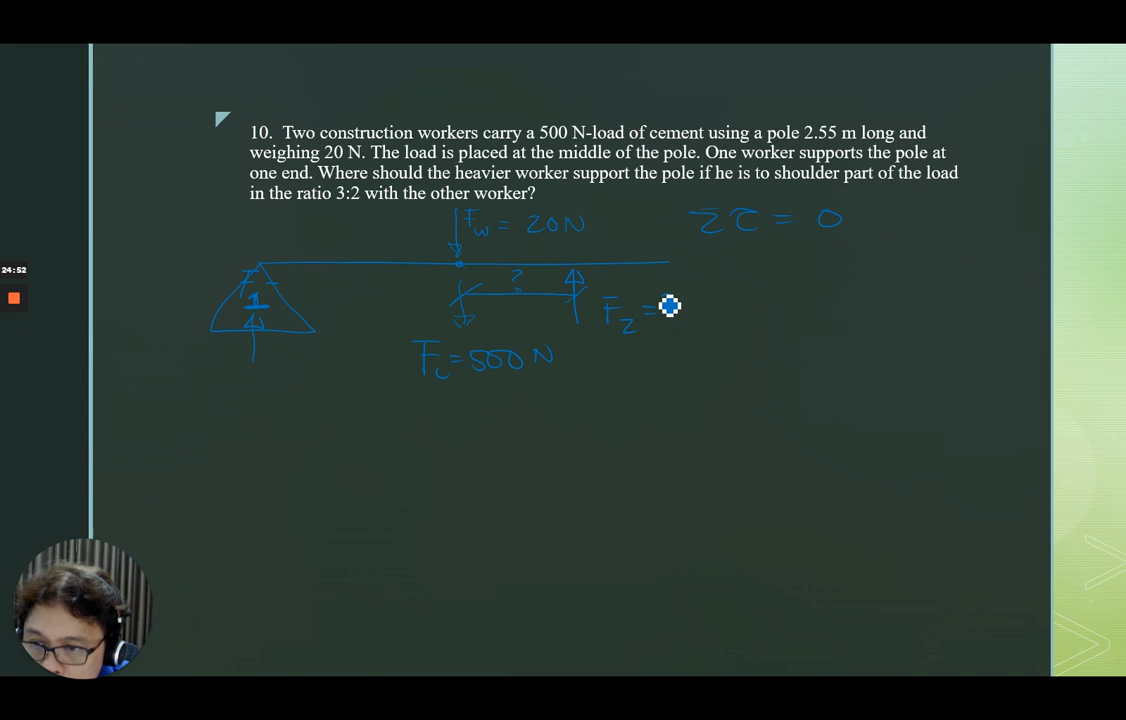 10. Two construction workers carry a 500 N-load of cement using a pole 2.55 m long and
weighing 20 N. The load is placed at the middle of the pole. One worker supports the pole at
one end. Where should the heavier worker support the pole if he is to shoulder part of the load
in the ratio 3:2 with the other worker?
Fw = 20N
Στ = 0
24:52
F1
?
F2 =
FL = 500 N